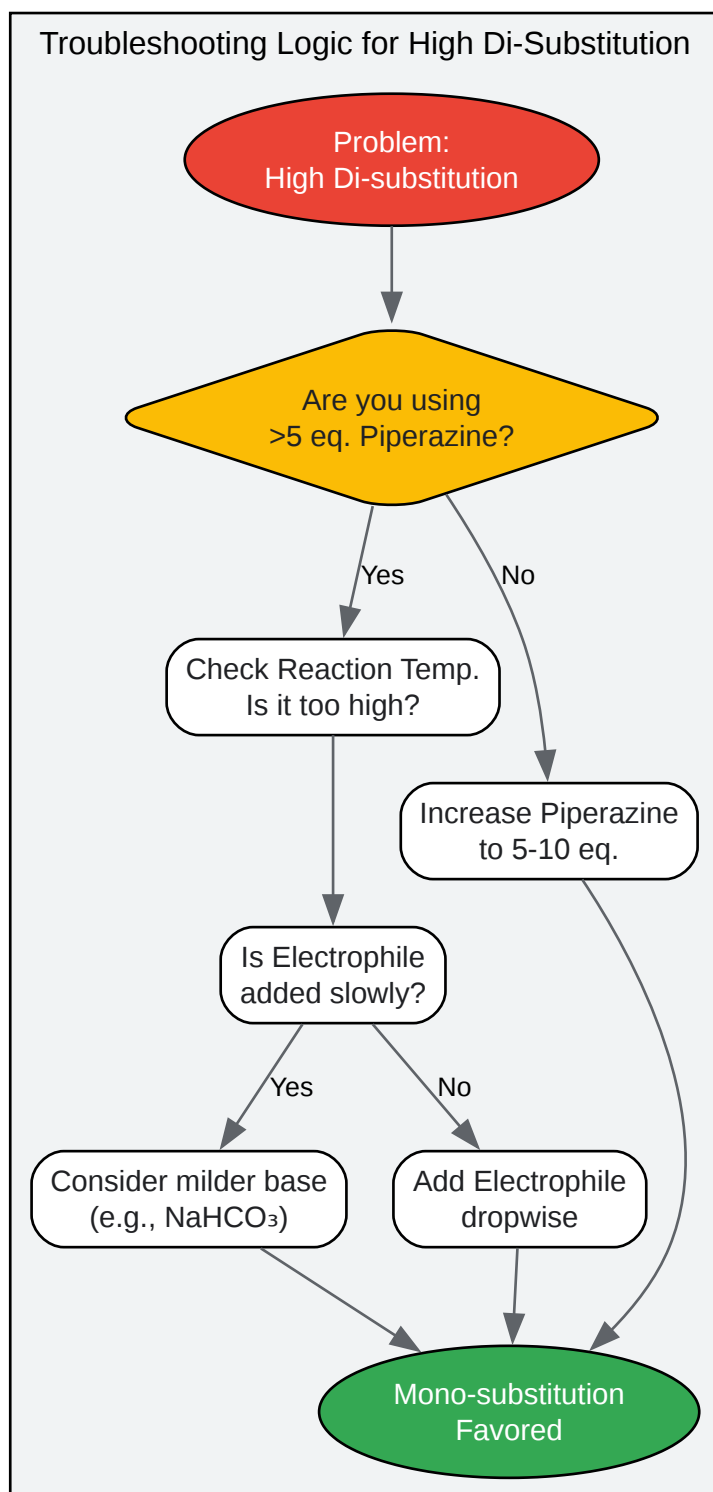 Troubleshooting Logic for High Di-Substitution
Problem:
High Di-substitution
Are you using
>5 eq. Piperazine?
Yes
No
Check Reaction Temp.
Is it too high?
Increase Piperazine
to 5-10 eq.
Is Electrophile
added slowly?
Yes
No
Consider milder base
(e.g., NaHCO₃)
Add Electrophile
dropwise
Mono-substitution
Favored